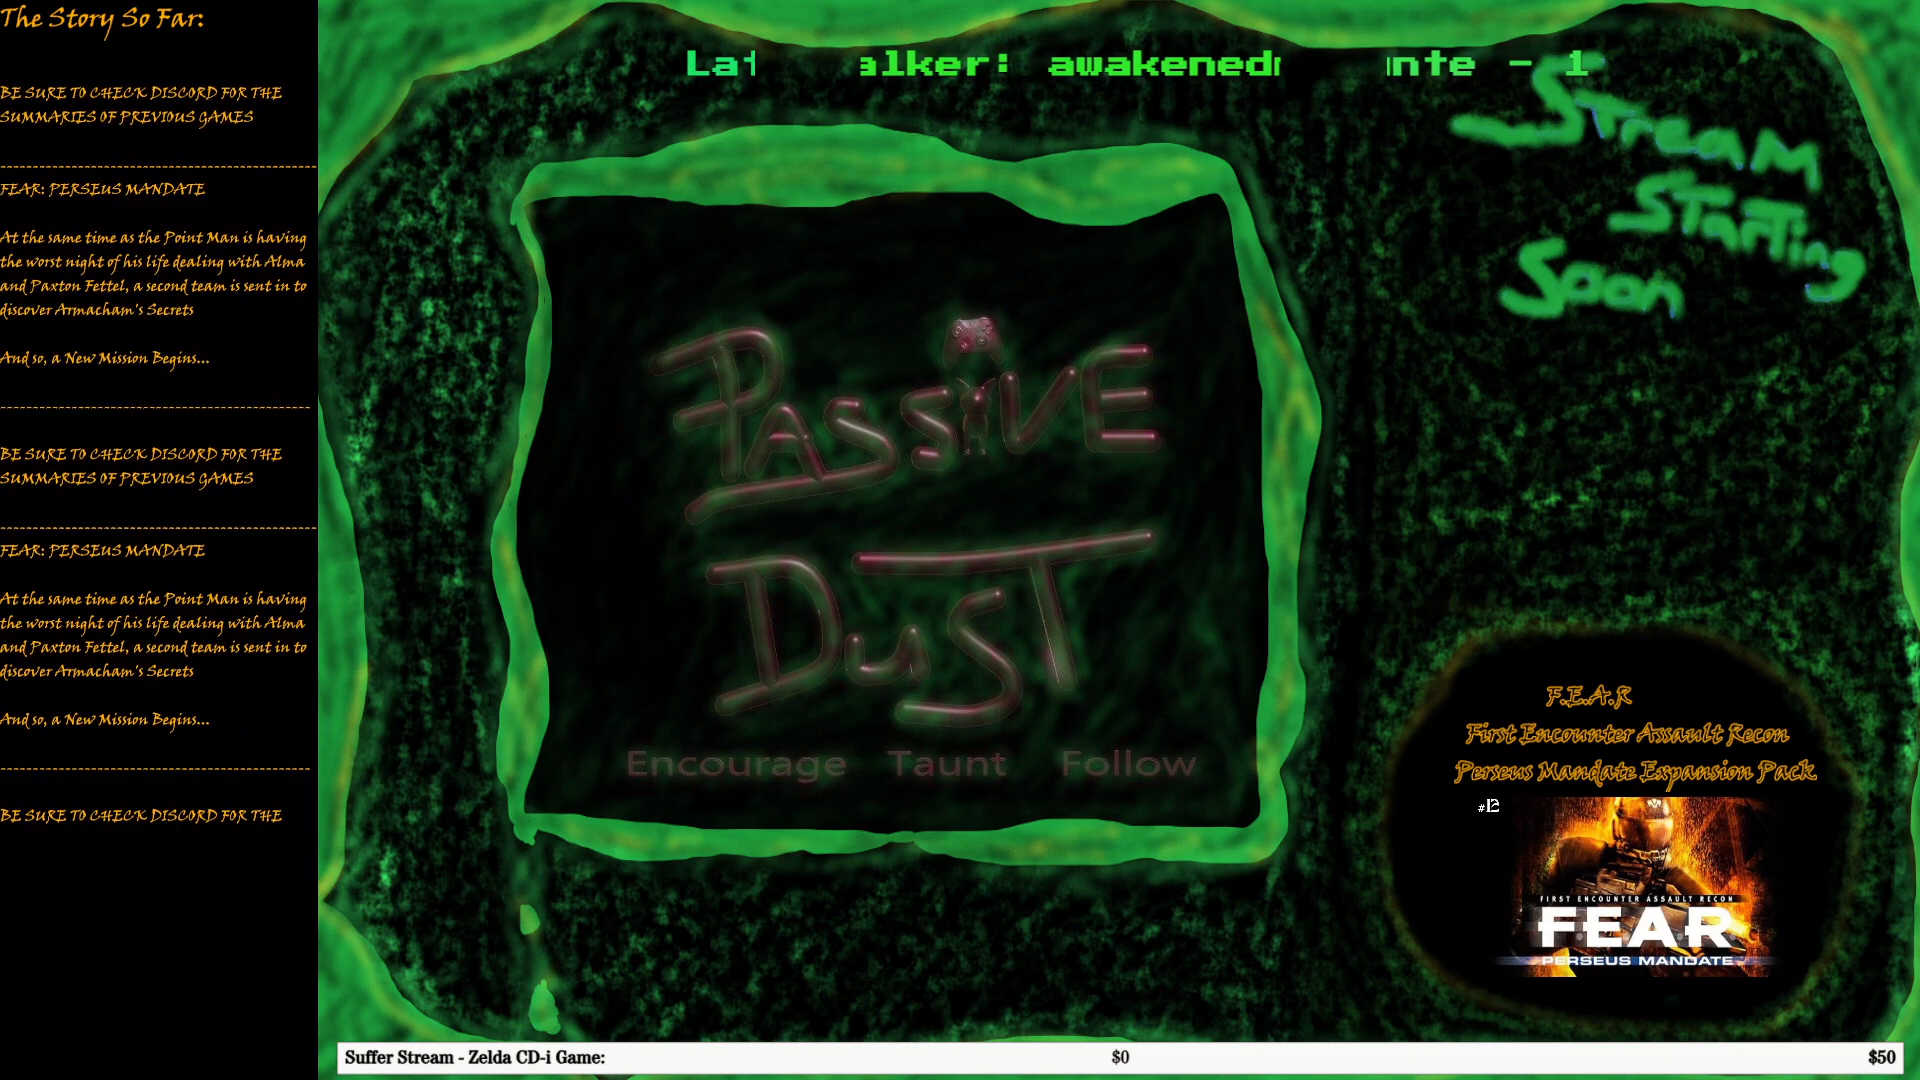 The Story So Far:
BE SURE TO CHECK DISCORD FOR THE
SUMMARIES OF PREVIOUS GAMES
FEAR: PERSEUS MANDATE
At the same time as the Point Man is having
the worst night of his life dealing with Alma
and Paxton Fettel, a second team is sent in to
discover Armacham's Secrets
And so, a New Mission Begins...
BE SURE TO CHECK DISCORD FOR THE
SUMMARIES OF PREVIOUS GAMES
FEAR: PERSEUS MANDATE
At the same time as the Point Man is having
the worst night of his life dealing with Alma
and Paxton Fettel, a second team is sent in to
discover Armacham's Secrets
And so, a New Mission Begins...
BE SURE TO CHECK DISCORD FOR THE
alker: awakened nte - 1
Stream
Starting
Soon
PASSIVE
DusT
Encourage Taunt Follow
F.E.A.R
First Encounter Assault Recon
Perseus Mandate Expansion Pack
#12
FIRST ENCOUNTER ASSAULT RECON
FEAR
PERSEUS MANDATE
Suffer Stream - Zelda CD-i Game: $0 $50